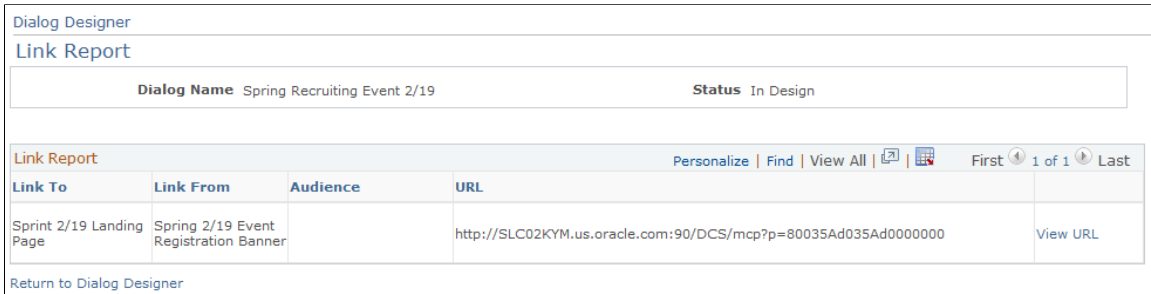 Dialog Designer
Link Report
Dialog Name Spring Recruiting Event 2/19 Status In Design
Link Report Personalize | Find | View All | | First 1 of 1 Last
Link To Link From Audience URL
Sprint 2/19 Landing Page Spring 2/19 Event Registration Banner http://SLC02KYM.us.oracle.com:90/DCS/mcp?p=80035Ad035Ad0000000 View URL
Return to Dialog Designer